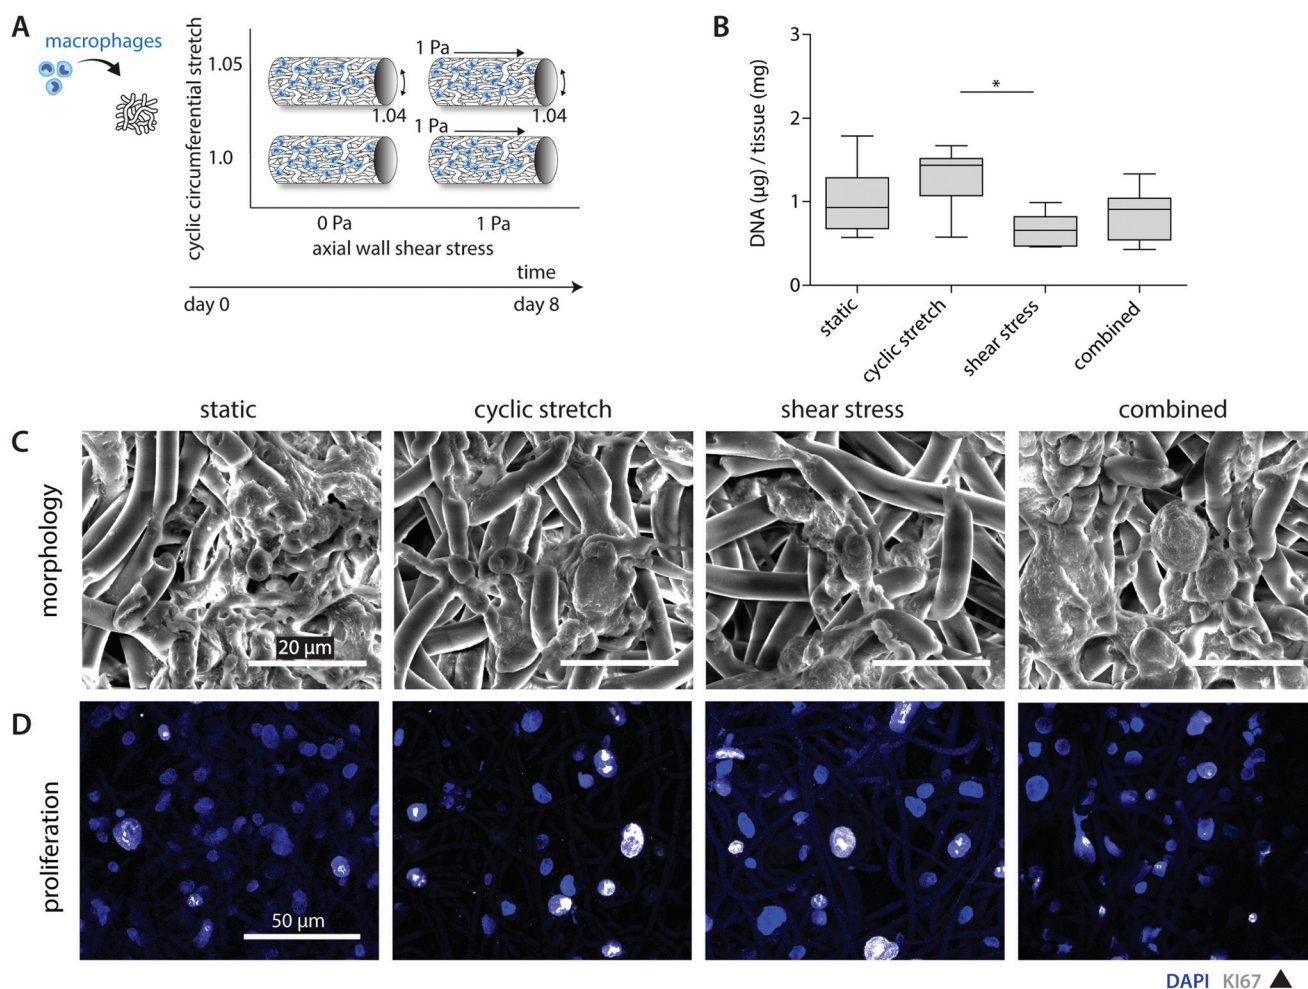 A
macrophages
cyclic circumferential stretch
1.05
1.0
1 Pa
1.04
1.04
1 Pa
0 Pa
1 Pa
axial wall shear stress
time
day 0
day 8
B
DNA (µg) / tissue (mg)
3
2
1
0
*
static
cyclic stretch
shear stress
combined
static
cyclic stretch
shear stress
combined
C
morphology
20 µm
D
proliferation
50 µm
DAPI KI67